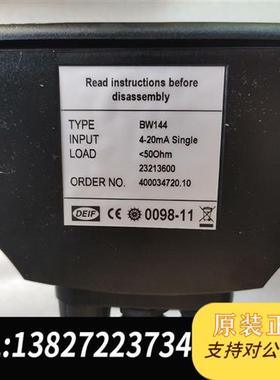 Read instructions before
disassembly
TYPE BW144
INPUT 4-20mA Single
LOAD <50Ohm
23213600
ORDER NO. 400034720.10
DEIF CE 0098-11
原装正
:13827223734
支持对公